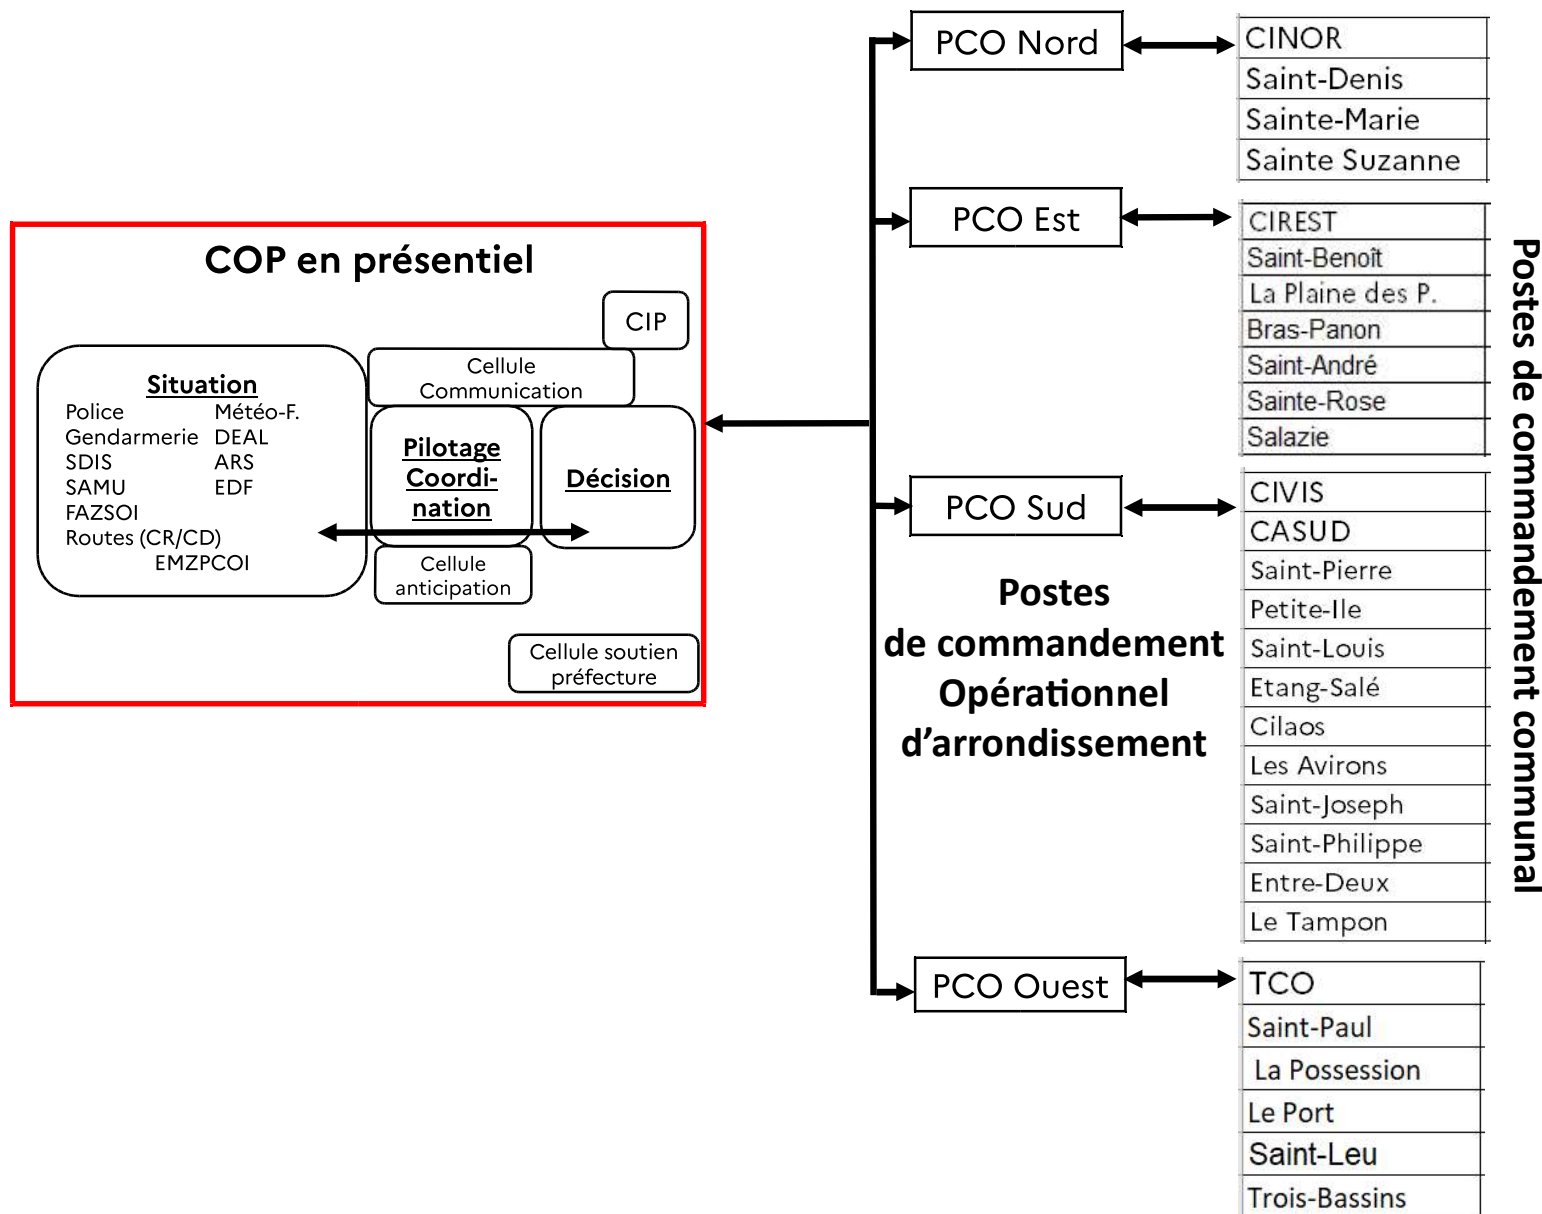 COP en présentiel
CIP
Cellule
Communication
Situation
Police
Météo-F.
Gendarmerie
DEAL
SDIS
ARS
SAMU
EDF
FAZSOI
Routes (CR/CD)
EMZPCOI
Pilotage
Coordi-
nation
Décision
Cellule
anticipation
Cellule soutien
préfecture
PCO Nord
PCO Est
PCO Sud
Postes
de commandement
Opérationnel
d'arrondissement
PCO Ouest
CINOR
Saint-Denis
Sainte-Marie
Sainte Suzanne
CIREST
Saint-Benoît
La Plaine des P.
Bras-Panon
Saint-André
Sainte-Rose
Salazie
CIVIS
CASUD
Saint-Pierre
Petite-Ile
Saint-Louis
Etang-Salé
Cilaos
Les Avirons
Saint-Joseph
Saint-Philippe
Entre-Deux
Le Tampon
TCO
Saint-Paul
La Possession
Le Port
Saint-Leu
Trois-Bassins
Postes de commandement communal